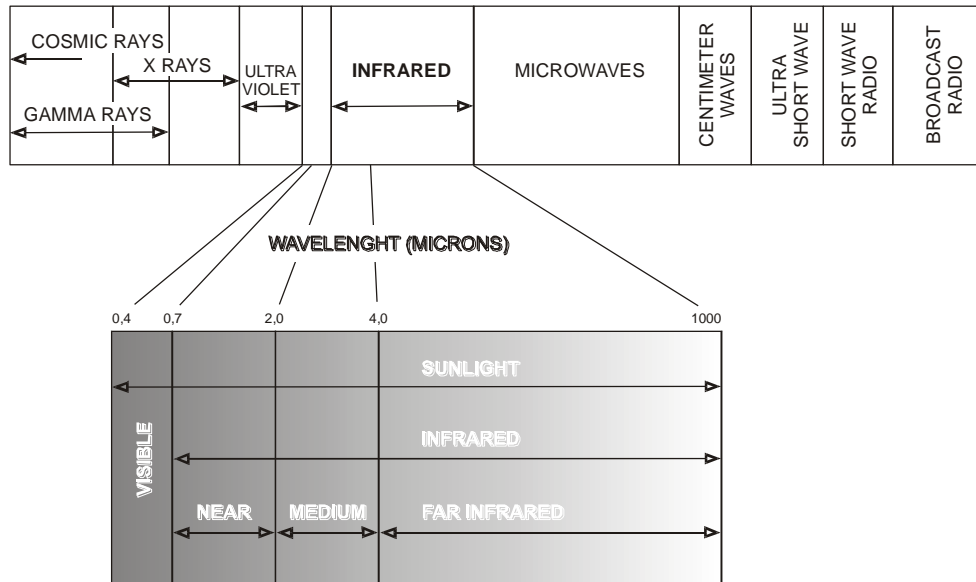 COSMIC RAYS
X RAYS
GAMMA RAYS
ULTRA
VIOLET
INFRARED
MICROWAVES
CENTIMETER
WAVES
ULTRA
SHORT WAVE
SHORT WAVE
RADIO
BROADCAST
RADIO
WAVELENGHT (MICRONS)
0,4
0,7
2,0
4,0
1000
SUNLIGHT
VISIBLE
INFRARED
NEAR
MEDIUM
FAR INFRARED